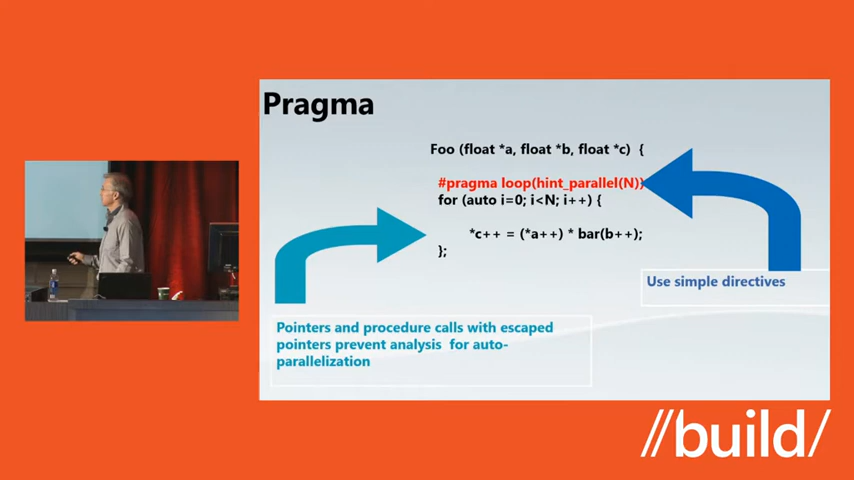 Pragma
Foo (float *a, float *b, float *c) {
#pragma loop(hint_parallel(N))
for (auto i=0; i<N; i++) {
*c++ = (*a++) * bar(b++);
};
Use simple directives
Pointers and procedure calls with escaped
pointers prevent analysis for auto-
parallelization
//build/